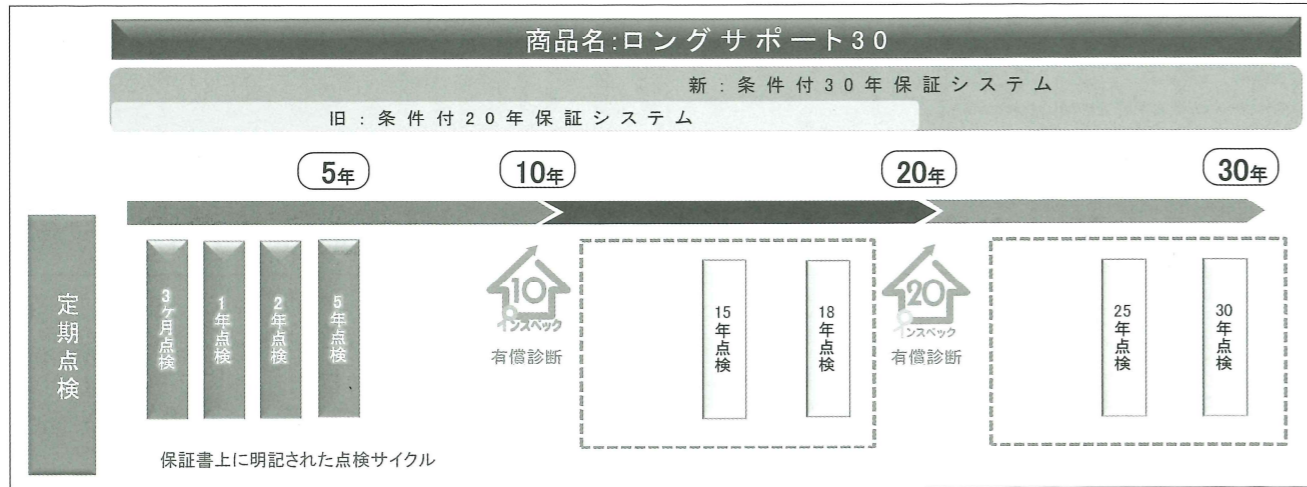 商品名:ロングサポート30
新:条件付30年保証システム
旧:条件付20年保証システム
5年
10年
20年
30年
定期点検
3ヶ月点検
1年点検
2年点検
5年点検
10
インスペック
有償診断
15年点検
18年点検
20
インスペック
有償診断
25年点検
30年点検
保証書上に明記された点検サイクル